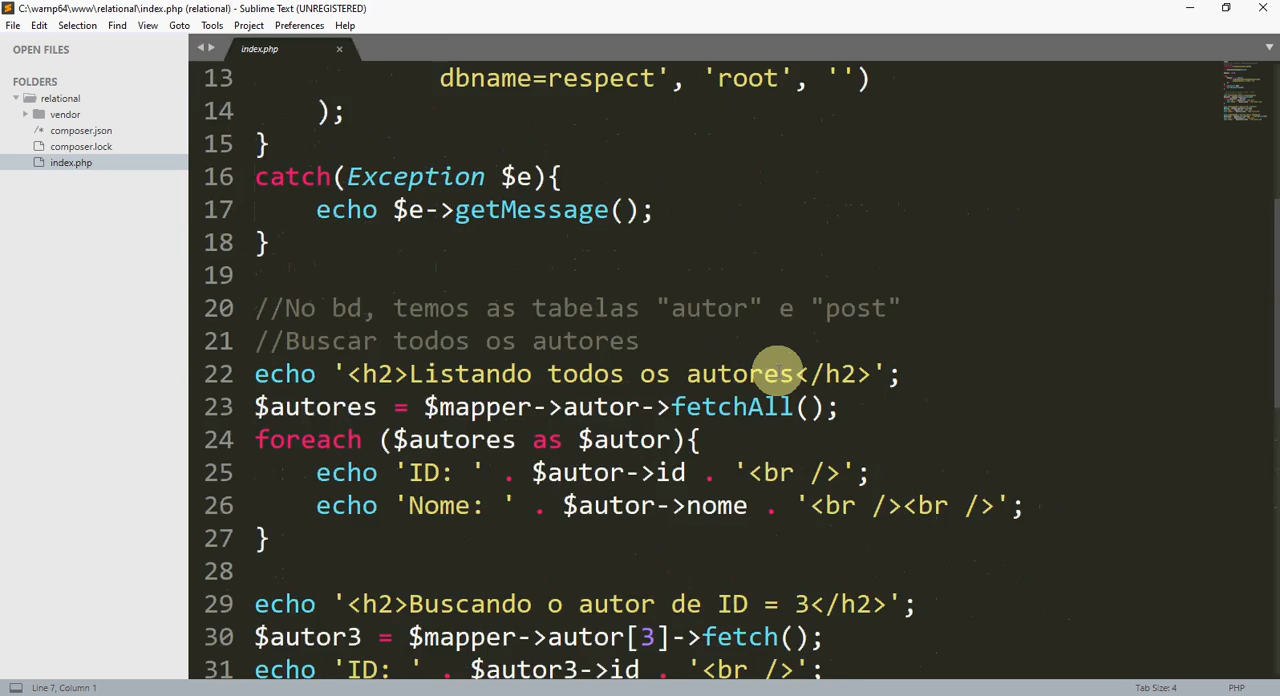 C:\wamp64\www\relational\index.php (relational) - Sublime Text (UNREGISTERED)
File Edit Selection Find View Goto Tools Project Preferences Help
OPEN FILES
FOLDERS
relational
vendor
/* composer.json
composer.lock
index.php
index.php
13 dbname=respect', 'root', '')
14 );
15 }
16 catch(Exception $e){
17 echo $e->getMessage();
18 }
19
20 //No bd, temos as tabelas "autor" e "post"
21 //Buscar todos os autores
22 echo '<h2>Listando todos os autores</h2>';
23 $autores = $mapper->autor->fetchAll();
24 foreach ($autores as $autor){
25 echo 'ID: ' . $autor->id . '<br />';
26 echo 'Nome: ' . $autor->nome . '<br /><br />';
27 }
28
29 echo '<h2>Buscando o autor de ID = 3</h2>';
30 $autor3 = $mapper->autor[3]->fetch();
31 echo 'ID: ' . $autor3->id . '<br />';
Line 7, Column 1
Tab Size: 4
PHP